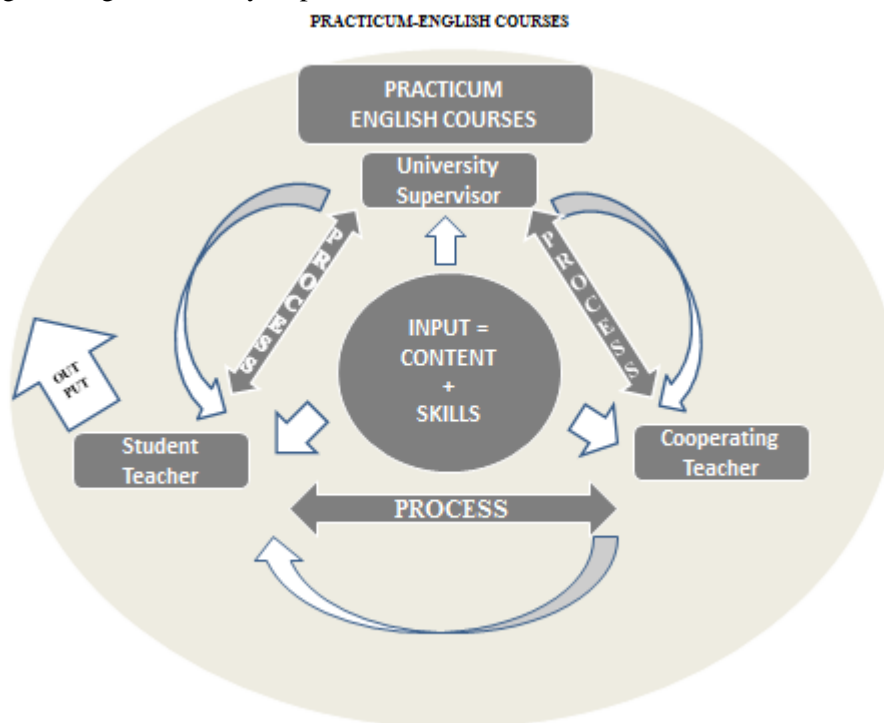 PRACTICUM-ENGLISH COURSES
PRACTICUM
ENGLISH COURSES
University
Supervisor
PROCESS
PROCESS
INPUT =
CONTENT
+
SKILLS
OUT
PUT
Student
Teacher
Cooperating
Teacher
PROCESS